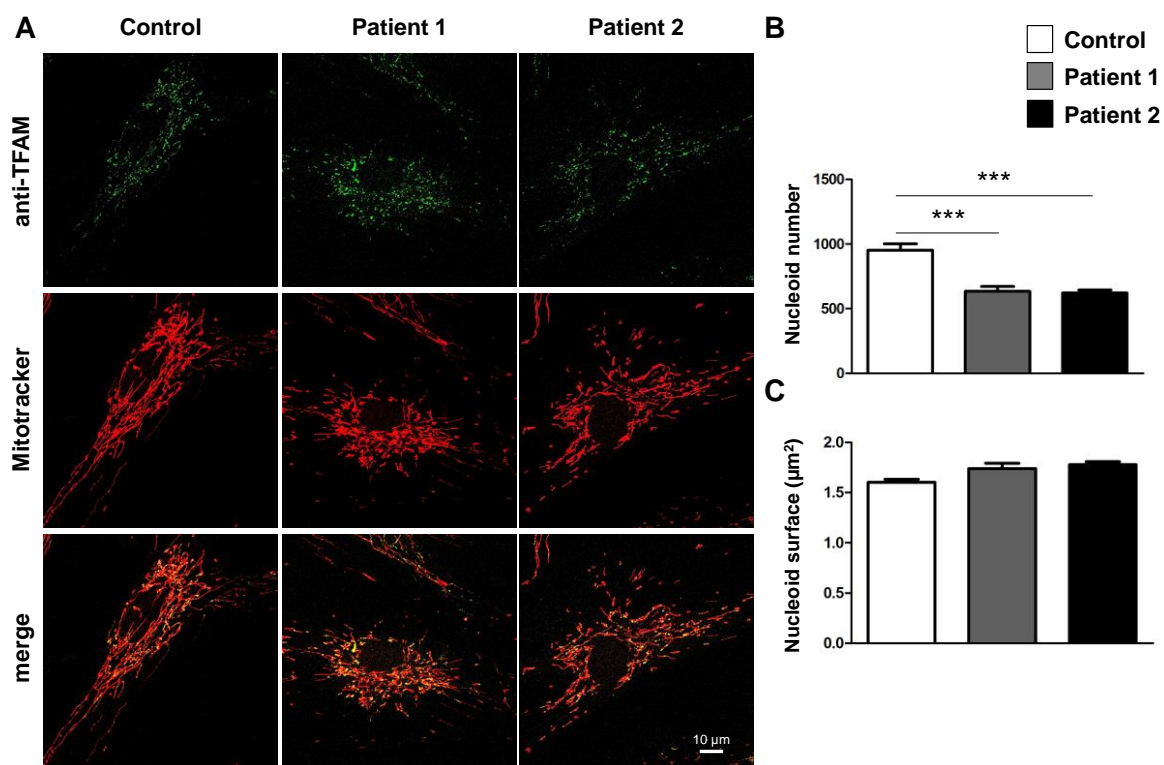 A
Control
Patient 1
Patient 2
anti-TFAM
Mitotracker
merge
10 µm
B
Control
Patient 1
Patient 2
Nucleoid number
1500
1000
500
0
***
***
C
Nucleoid surface (µm²)
2.0
1.5
1.0
0.5
0.0